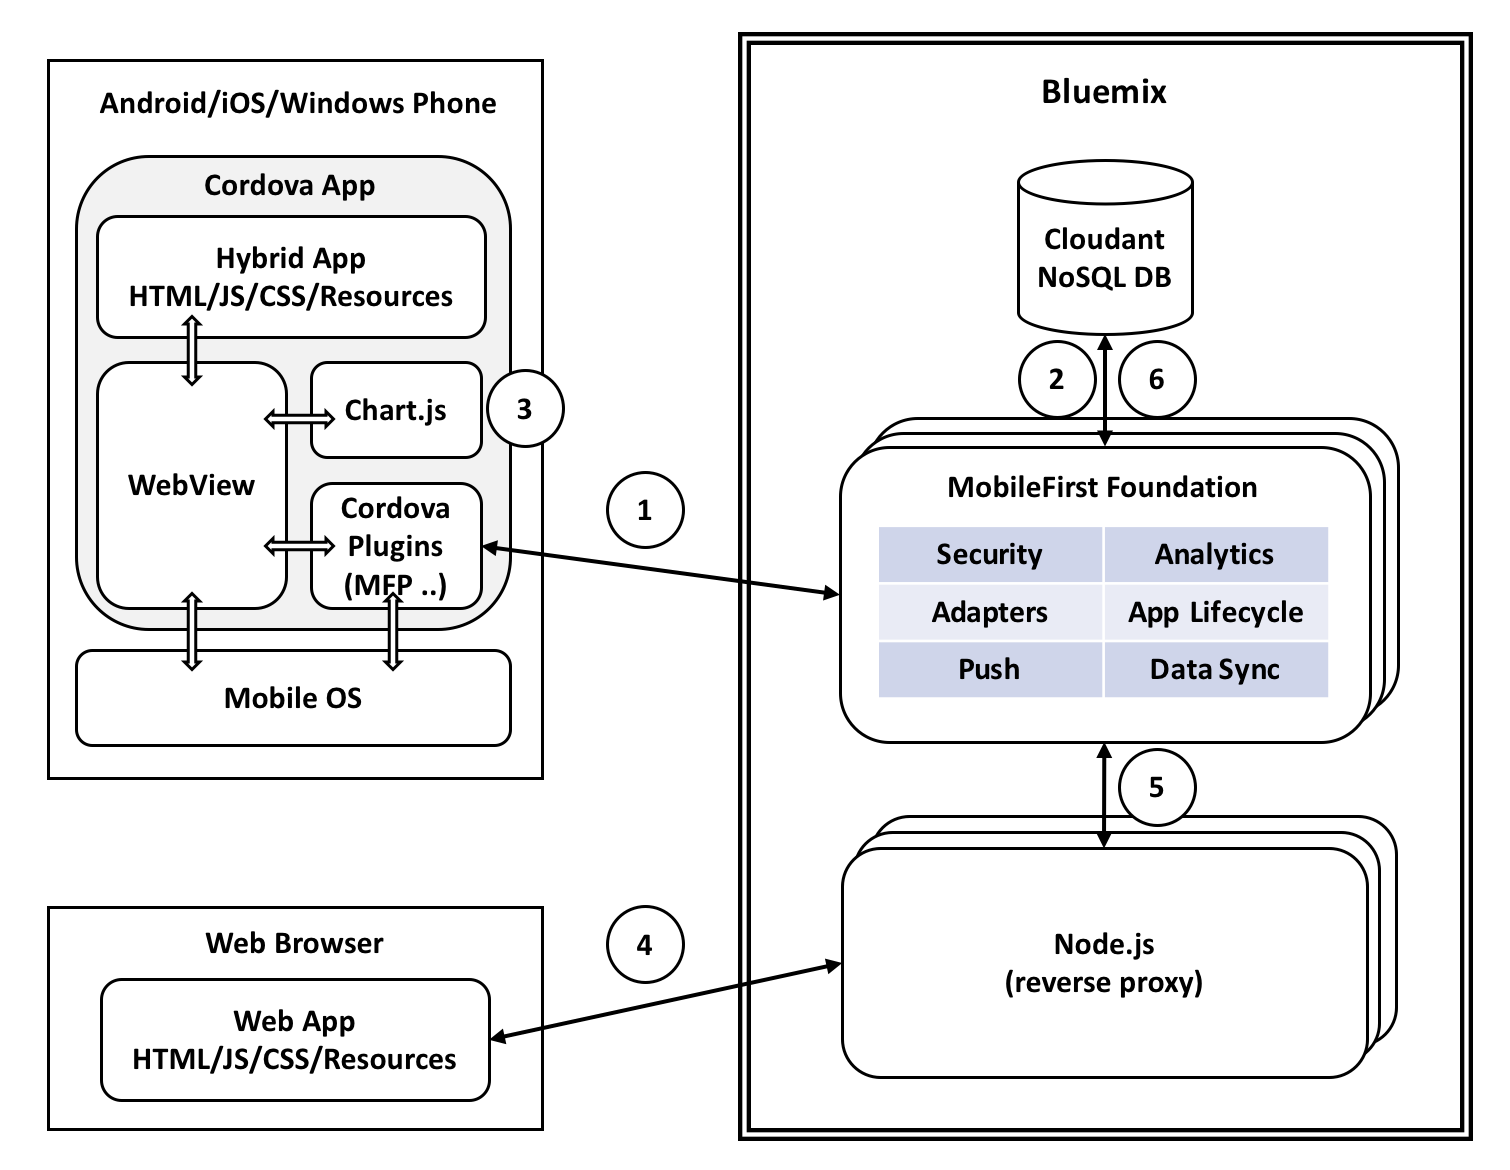 Android/iOS/Windows Phone
Cordova App
Hybrid App
HTML/JS/CSS/Resources
WebView
Chart.js
3
Cordova
Plugins
(MFP ..)
Mobile OS
1
Bluemix
Cloudant
NoSQL DB
2
6
MobileFirst Foundation
Security
Analytics
Adapters
App Lifecycle
Push
Data Sync
5
Web Browser
Web App
HTML/JS/CSS/Resources
4
Node.js
(reverse proxy)